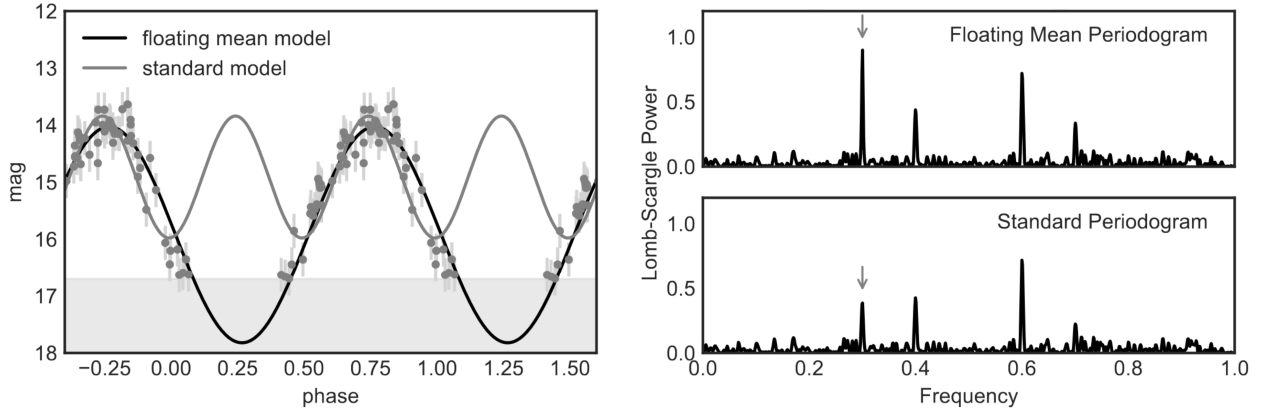 12
13
14
15
16
17
18
mag
floating mean model
standard model
−0.25 0.00 0.25 0.50 0.75 1.00 1.25 1.50
phase
Lomb-Scargle Power
1.0
0.5
0.0
Floating Mean Periodogram
1.0
0.5
0.0
Standard Periodogram
0.0 0.2 0.4 0.6 0.8 1.0
Frequency